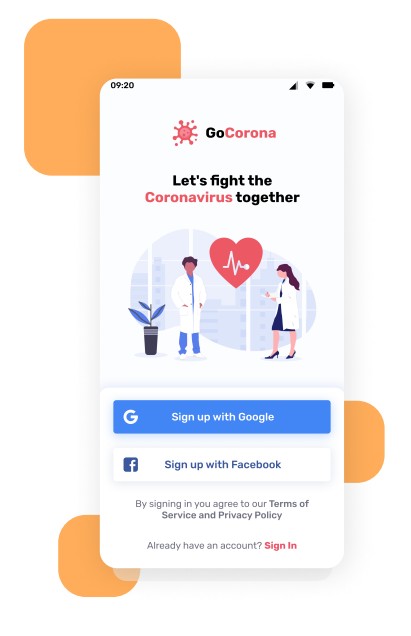 09:20
GoCorona
Let's fight the
Coronavirus together
Sign up with Google
Sign up with Facebook
By signing in you agree to our Terms of
Service and Privacy Policy
Already have an account? Sign In